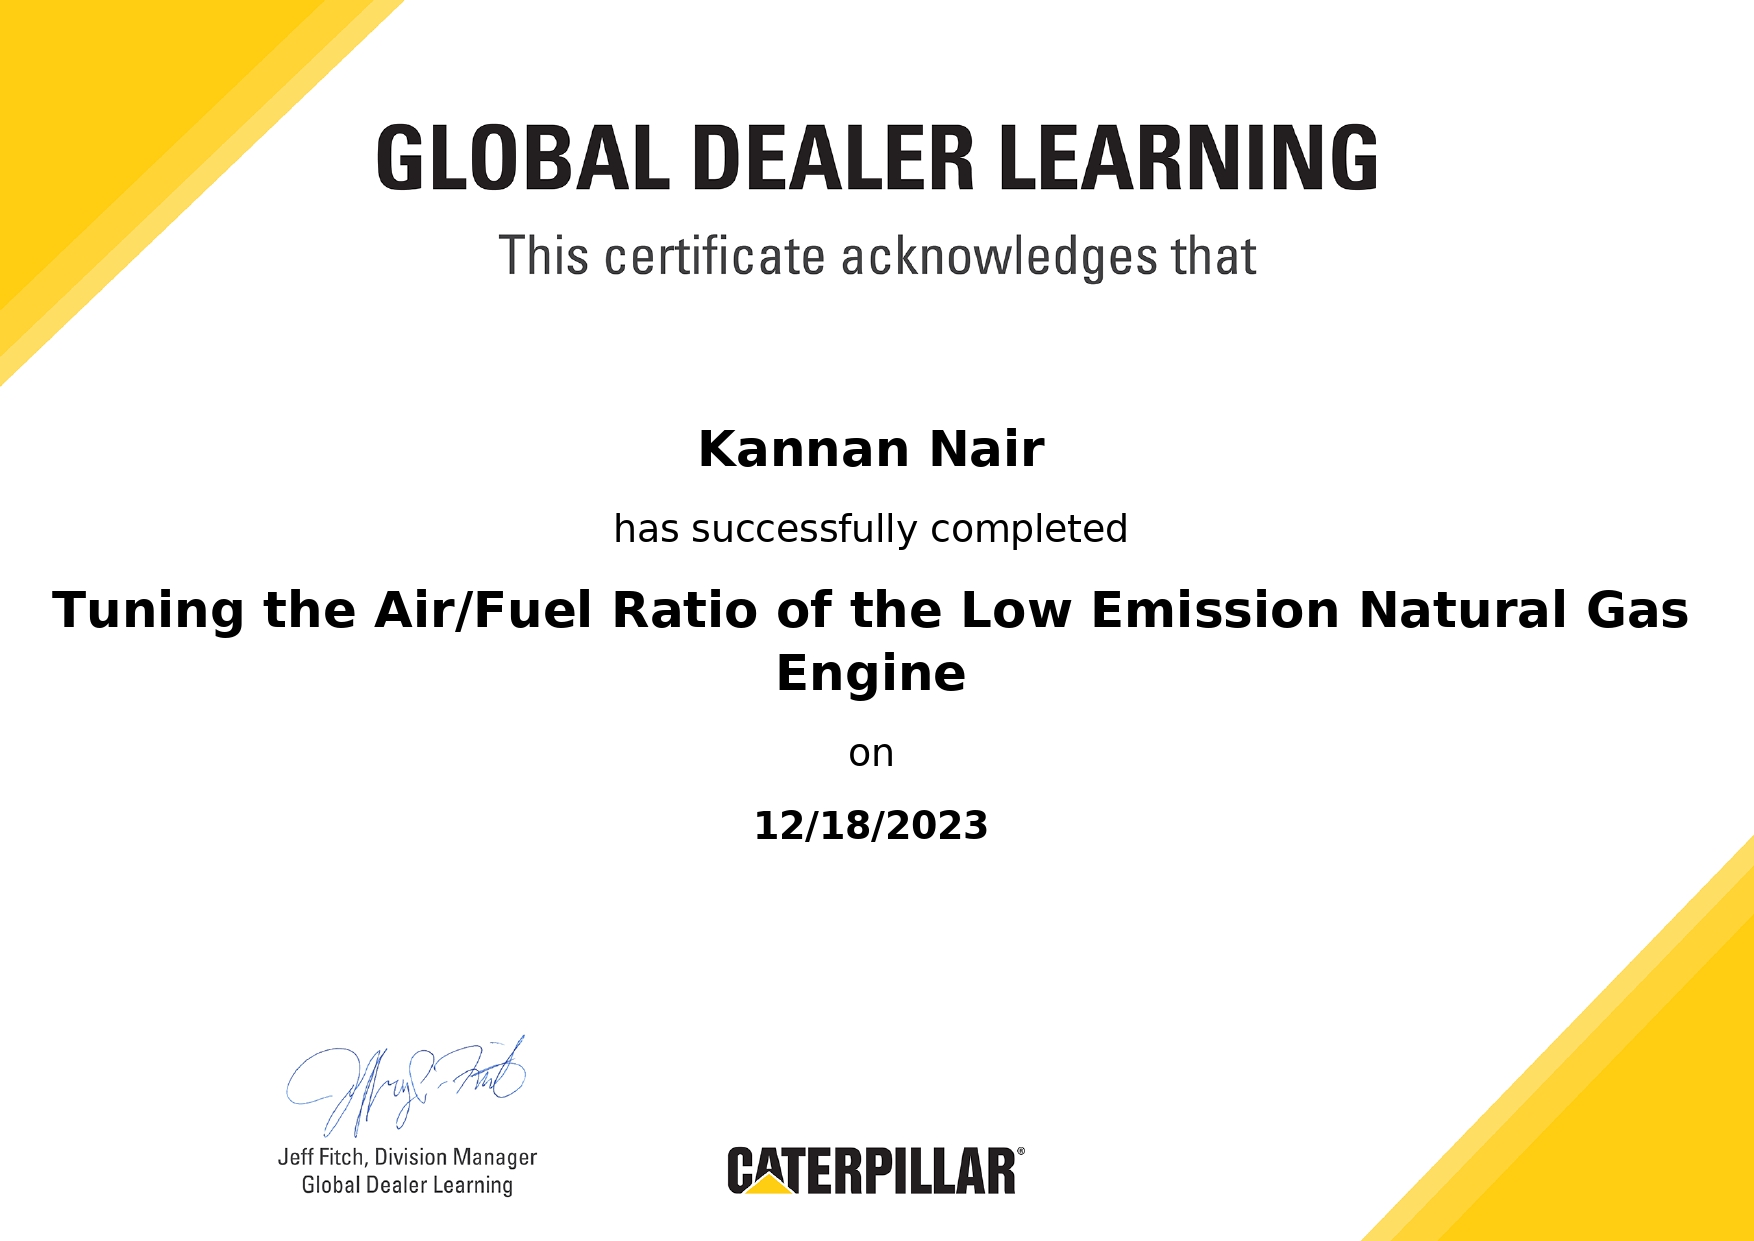 GLOBAL DEALER LEARNING
This certificate acknowledges that
Kannan Nair
has successfully completed
Tuning the Air/Fuel Ratio of the Low Emission Natural Gas
Engine
on
12/18/2023
Jeff Fitch, Division Manager
Global Dealer Learning
CATERPILLAR®